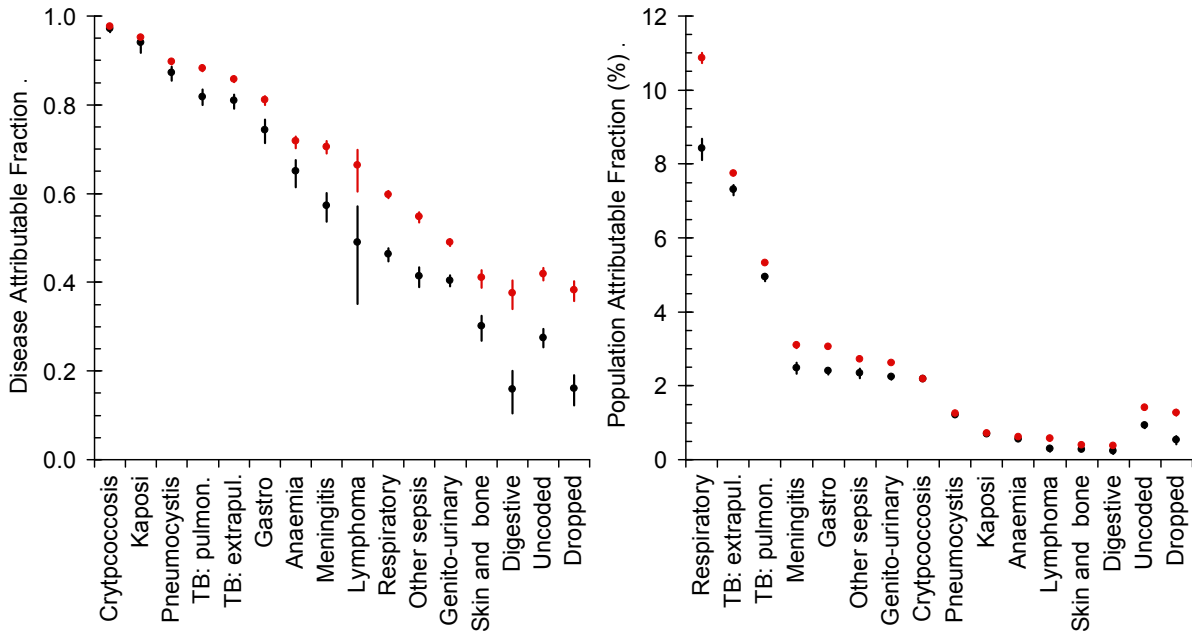 Disease Attributable Fraction .
1.0
0.8
0.6
0.4
0.2
0.0
Crytpcoccosis
Kaposi
Pneumocystis
TB: pulmon.
TB: extrapul.
Gastro
Anaemia
Meningitis
Lymphoma
Respiratory
Other sepsis
Genito-urinary
Skin and bone
Digestive
Uncoded
Dropped
Population Attributable Fraction (%) .
12
10
8
6
4
2
0
Respiratory
TB: extrapul.
TB: pulmon.
Meningitis
Gastro
Other sepsis
Genito-urinary
Crytpcoccosis
Pneumocystis
Kaposi
Anaemia
Lymphoma
Skin and bone
Digestive
Uncoded
Dropped